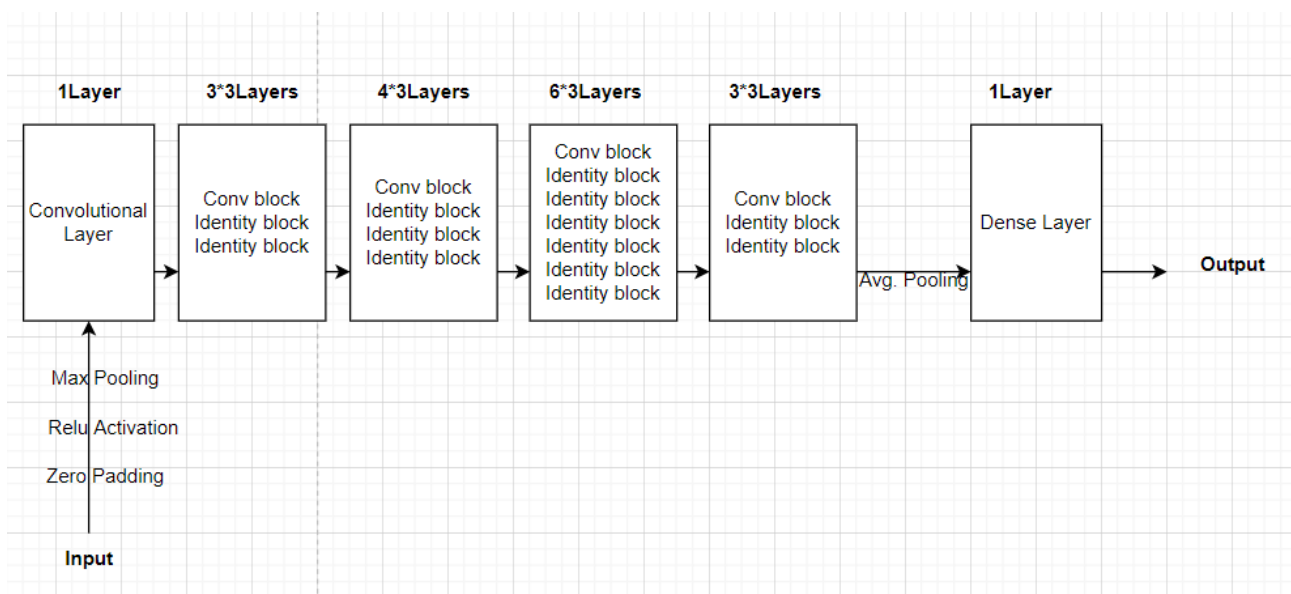 1Layer
3*3Layers
4*3Layers
6*3Layers
3*3Layers
1Layer
Convolutional
Layer
Conv block
Identity block
Identity block
Conv block
Identity block
Identity block
Identity block
Conv block
Identity block
Identity block
Identity block
Identity block
Identity block
Identity block
Conv block
Identity block
Identity block
Avg. Pooling
Dense Layer
Output
Max Pooling
Relu Activation
Zero Padding
Input